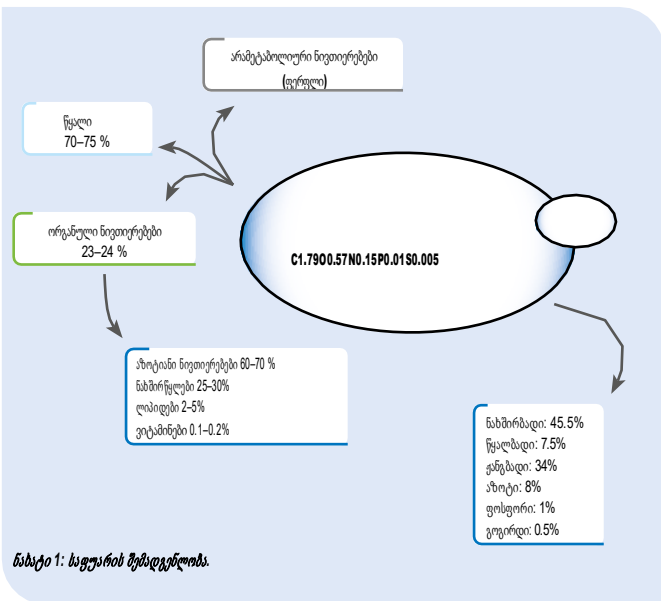 არამეტაბოლიური ნივთიერებები
(ფერფლი)
წყალი
70–75 %
ორგანული ნივთიერებები
23–24 %
C1.79O0.57N0.15P0.01S0.005
აზოტიანი ნივთიერებები 60–70 %
ნახშირწყლები 25–30%
ლიპიდები 2–5%
ვიტამინები 0.1–0.2%
ნახშირბადი: 45.5%
წყალბადი: 7.5%
ჟანგბადი: 34%
აზოტი: 8%
ფოსფორი: 1%
გოგირდი: 0.5%
ნახატი 1: საფუარის შემადგენლობა.